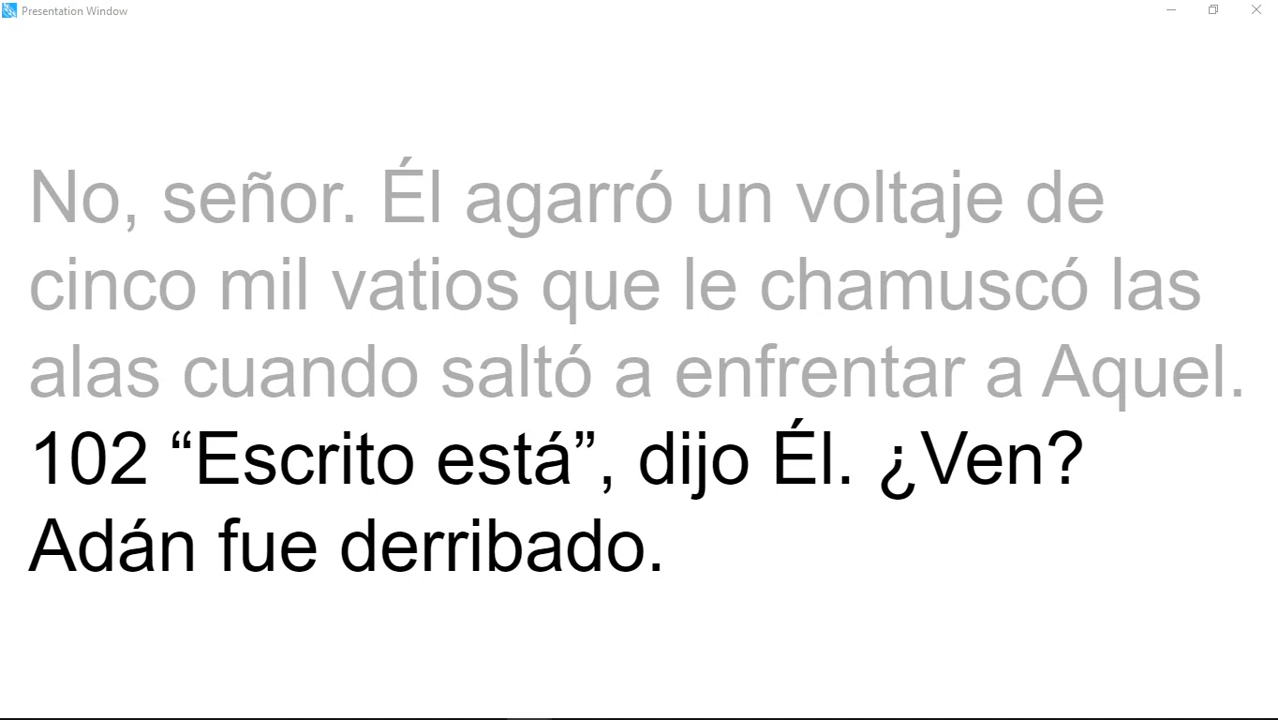 Presentation Window
No, señor. Él agarró un voltaje de
cinco mil vatios que le chamuscó las
alas cuando saltó a enfrentar a Aquel.
102 “Escrito está”, dijo Él. ¿Ven?
Adán fue derribado.